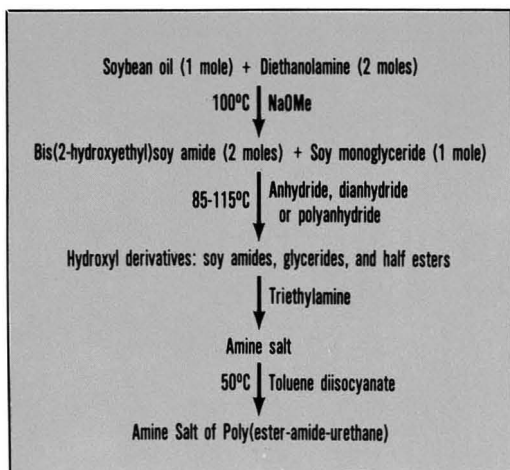 Soybean oil (1 mole) + Diethanolamine (2 moles)
100ºC NaOMe
Bis(2-hydroxyethyl)soy amide (2 moles) + Soy monoglyceride (1 mole)
85-115ºC Anhydride, dianhydride
or polyanhydride
Hydroxyl derivatives: soy amides, glycerides, and half esters
Triethylamine
Amine salt
50ºC Toluene diisocyanate
Amine Salt of Poly(ester-amide-urethane)